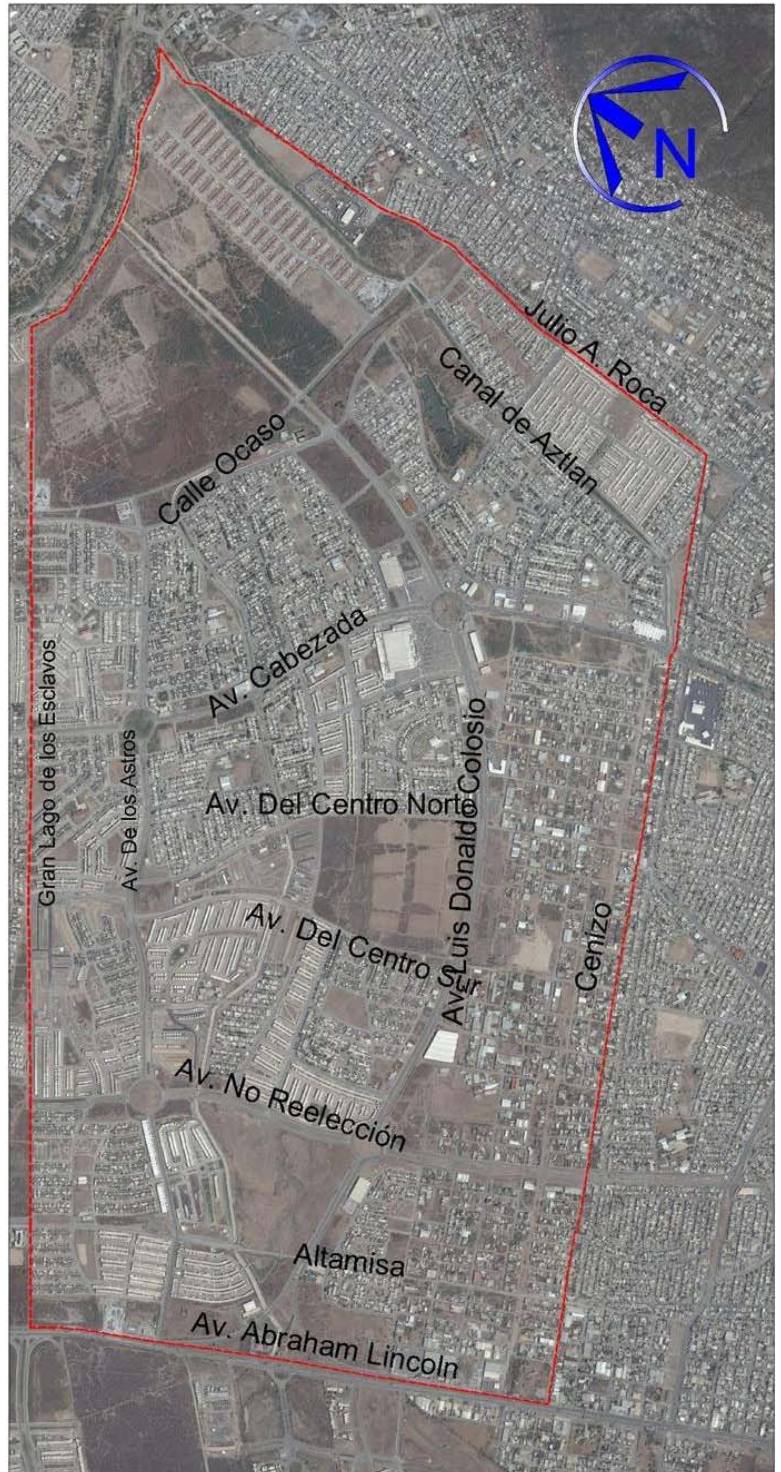 N
Julio A. Roca
Canal de Aztlan
Calle Ocaso
Av. Cabezada
Gran Lago de los Esclavos
Av. De los Astros
Av. Del Centro Norte
Av. Luis Donaldo Colosio
Av. Del Centro Sur
Cenizo
Av. No Reelección
Altamisa
Av. Abraham Lincoln